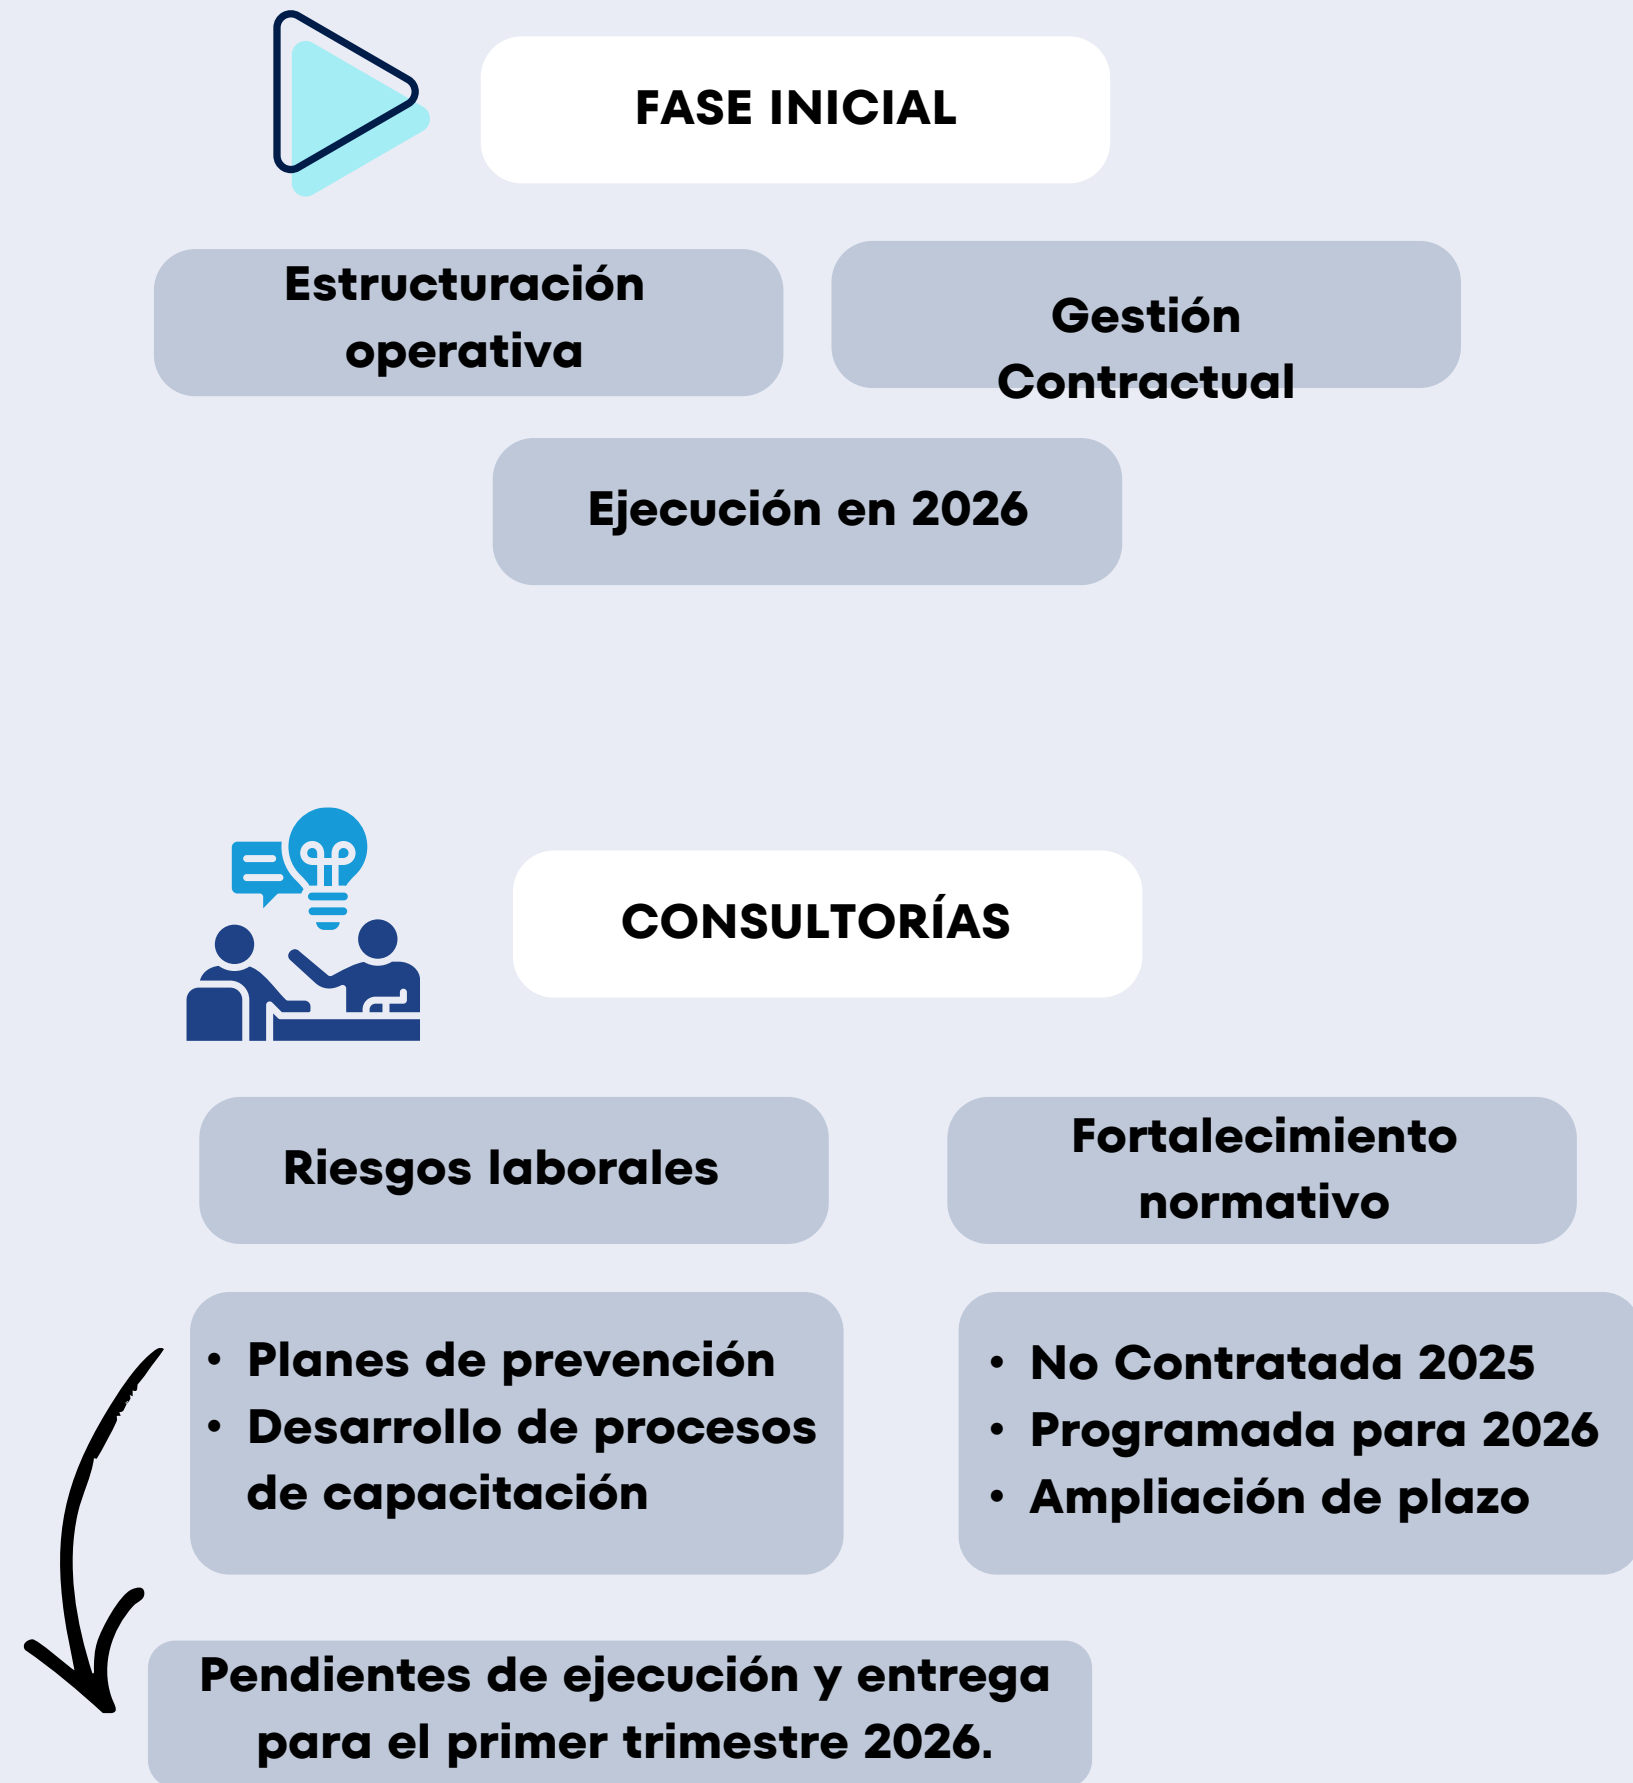 FASE INICIAL
Estructuración
operativa
Gestión
Contractual
Ejecución en 2026
CONSULTORÍAS
Riesgos laborales
Fortalecimiento
normativo
• Planes de prevención
• Desarrollo de procesos
de capacitación
• No Contratada 2025
• Programada para 2026
• Ampliación de plazo
Pendientes de ejecución y entrega
para el primer trimestre 2026.